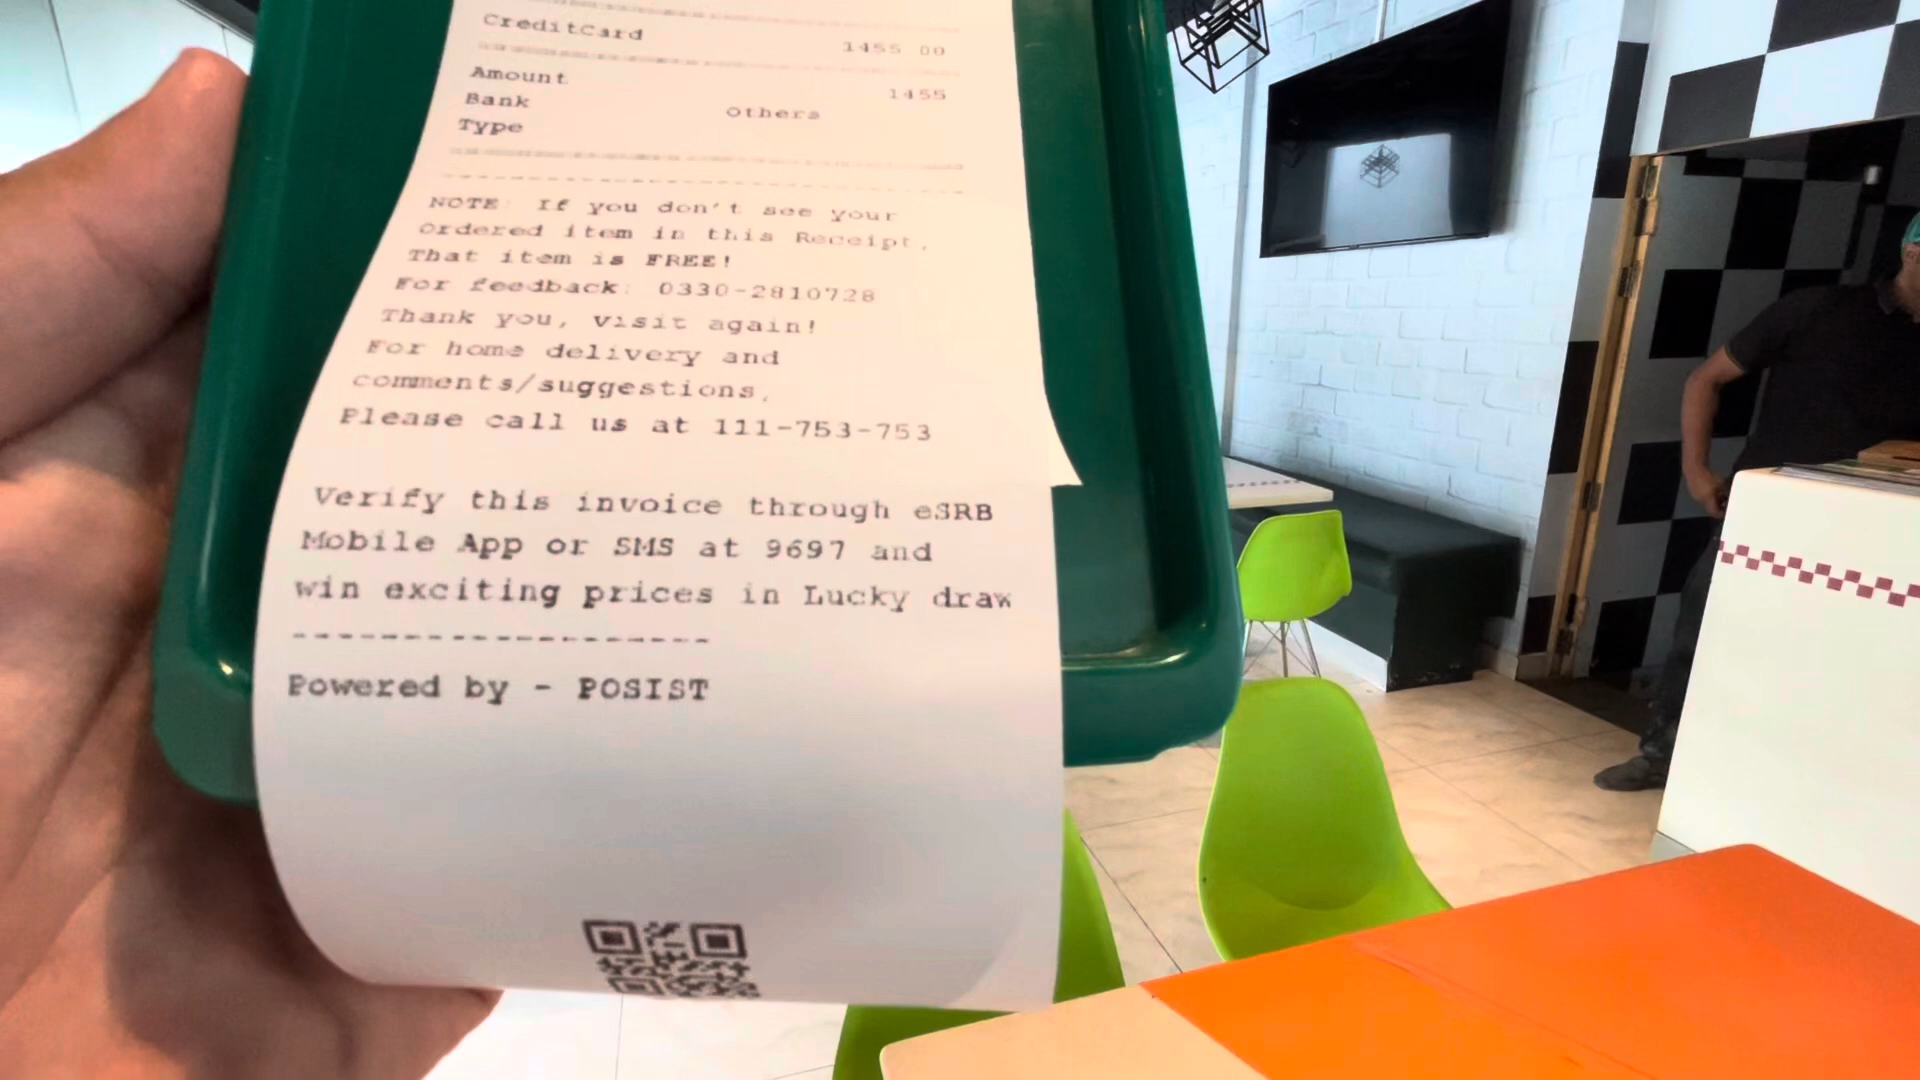 CreditCard 1455 00
Amount 1455
Bank Others
Type
NOTE: If you don't see your
Ordered item in this Receipt,
That item is FREE!
For feedback: 0330-2810728
Thank you, visit again!
For home delivery and
comments/suggestions,
Please call us at 111-753-753
Verify this invoice through eSRB
Mobile App or SMS at 9697 and
win exciting prices in Lucky draw
Powered by - POSIST